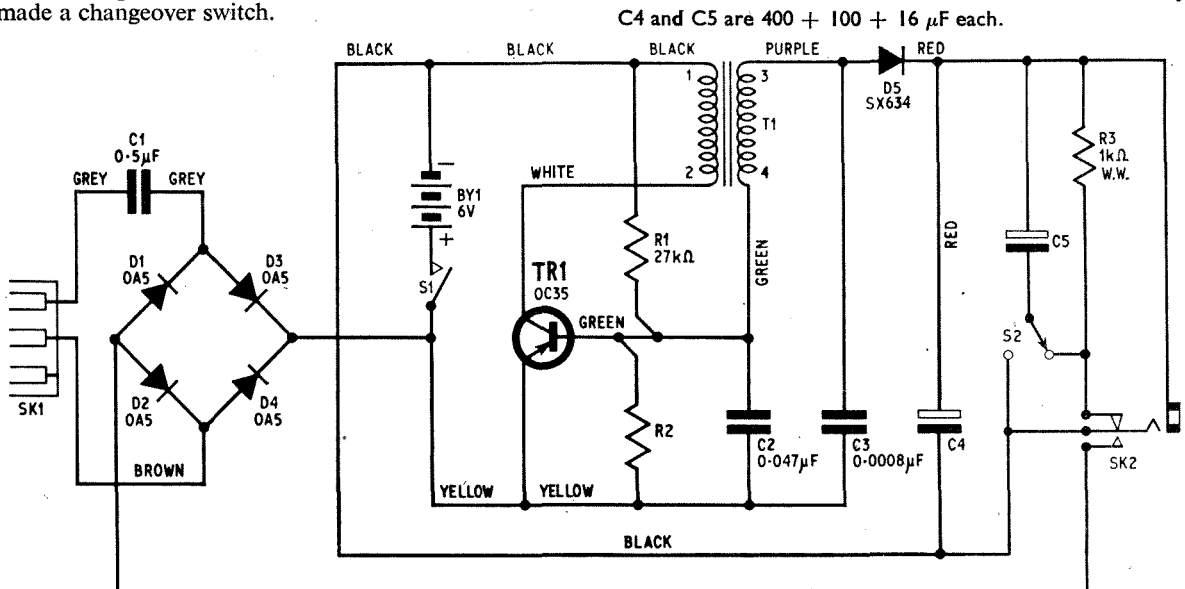 made a changeover switch.
C4 and C5 are 400 + 100 + 16 μF each.
BLACK
BLACK
BLACK
PURPLE
RED
1
3
D5
SX634
T1
2
4
C1
0·5μF
GREY
GREY
WHITE
−
BY1
6V
+
R1
27kΩ
GREEN
RED
R3
1kΩ
W.W.
C5
D1
OA5
D3
OA5
S1
TR1
OC35
GREEN
S2
SK1
D2
OA5
D4
OA5
R2
C2
0·047μF
C3
0·0008μF
C4
SK2
BROWN
YELLOW
YELLOW
BLACK